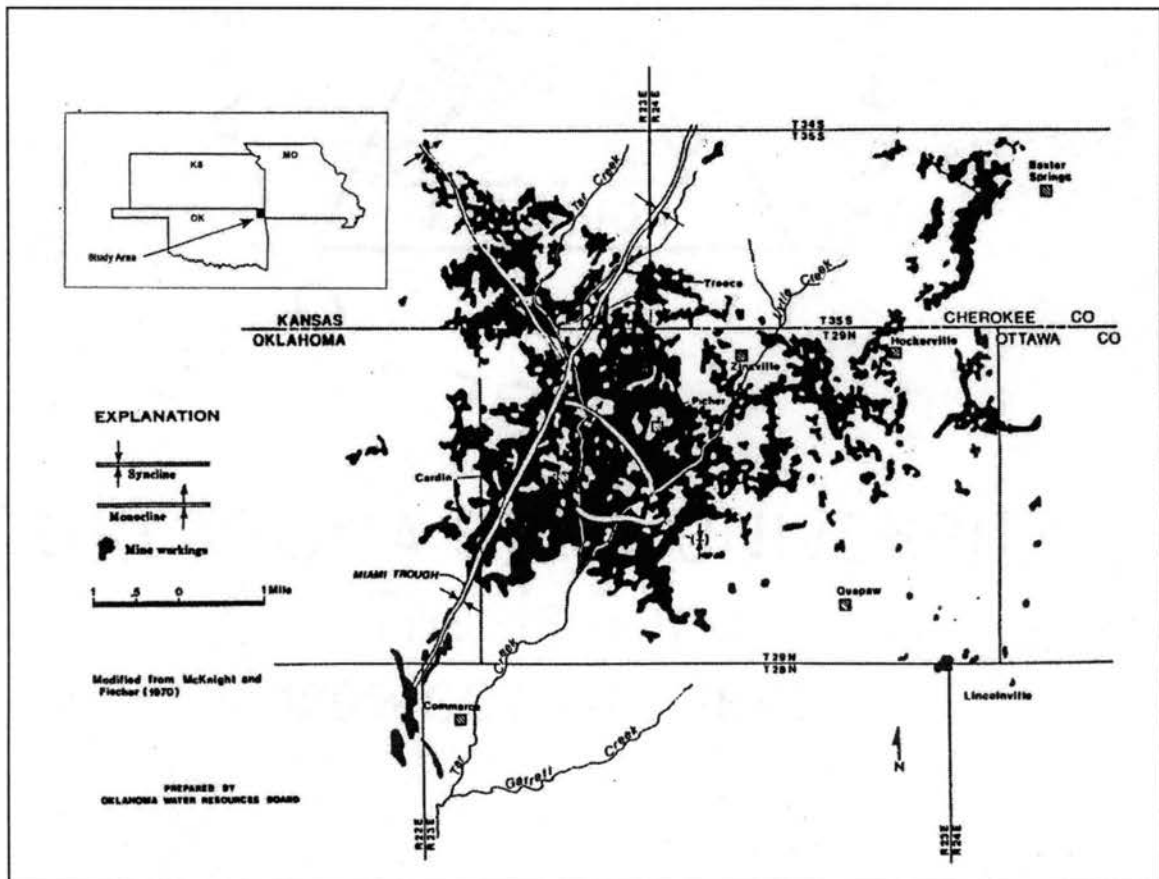 KS
MO
OK
Study Area
R23E
R24E
T34S
T35S
Baxter
Springs
Tar Creek
Treece
Lytle Creek
KANSAS
OKLAHOMA
T35S
T29N
CHEROKEE CO
OTTAWA CO
Hockerville
Zincville
Picher
Cardin
EXPLANATION
Syncline
Monocline
Mine workings
1 .5 0 1 Mile
MIAMI TROUGH
Quapaw
Modified from McKnight and
Fischer (1970)
T29N
T28N
Lincolnville
Commerce
Tar Creek
Garrett Creek
N
PREPARED BY
OKLAHOMA WATER RESOURCES BOARD
R22E
R23E
R23E
R24E